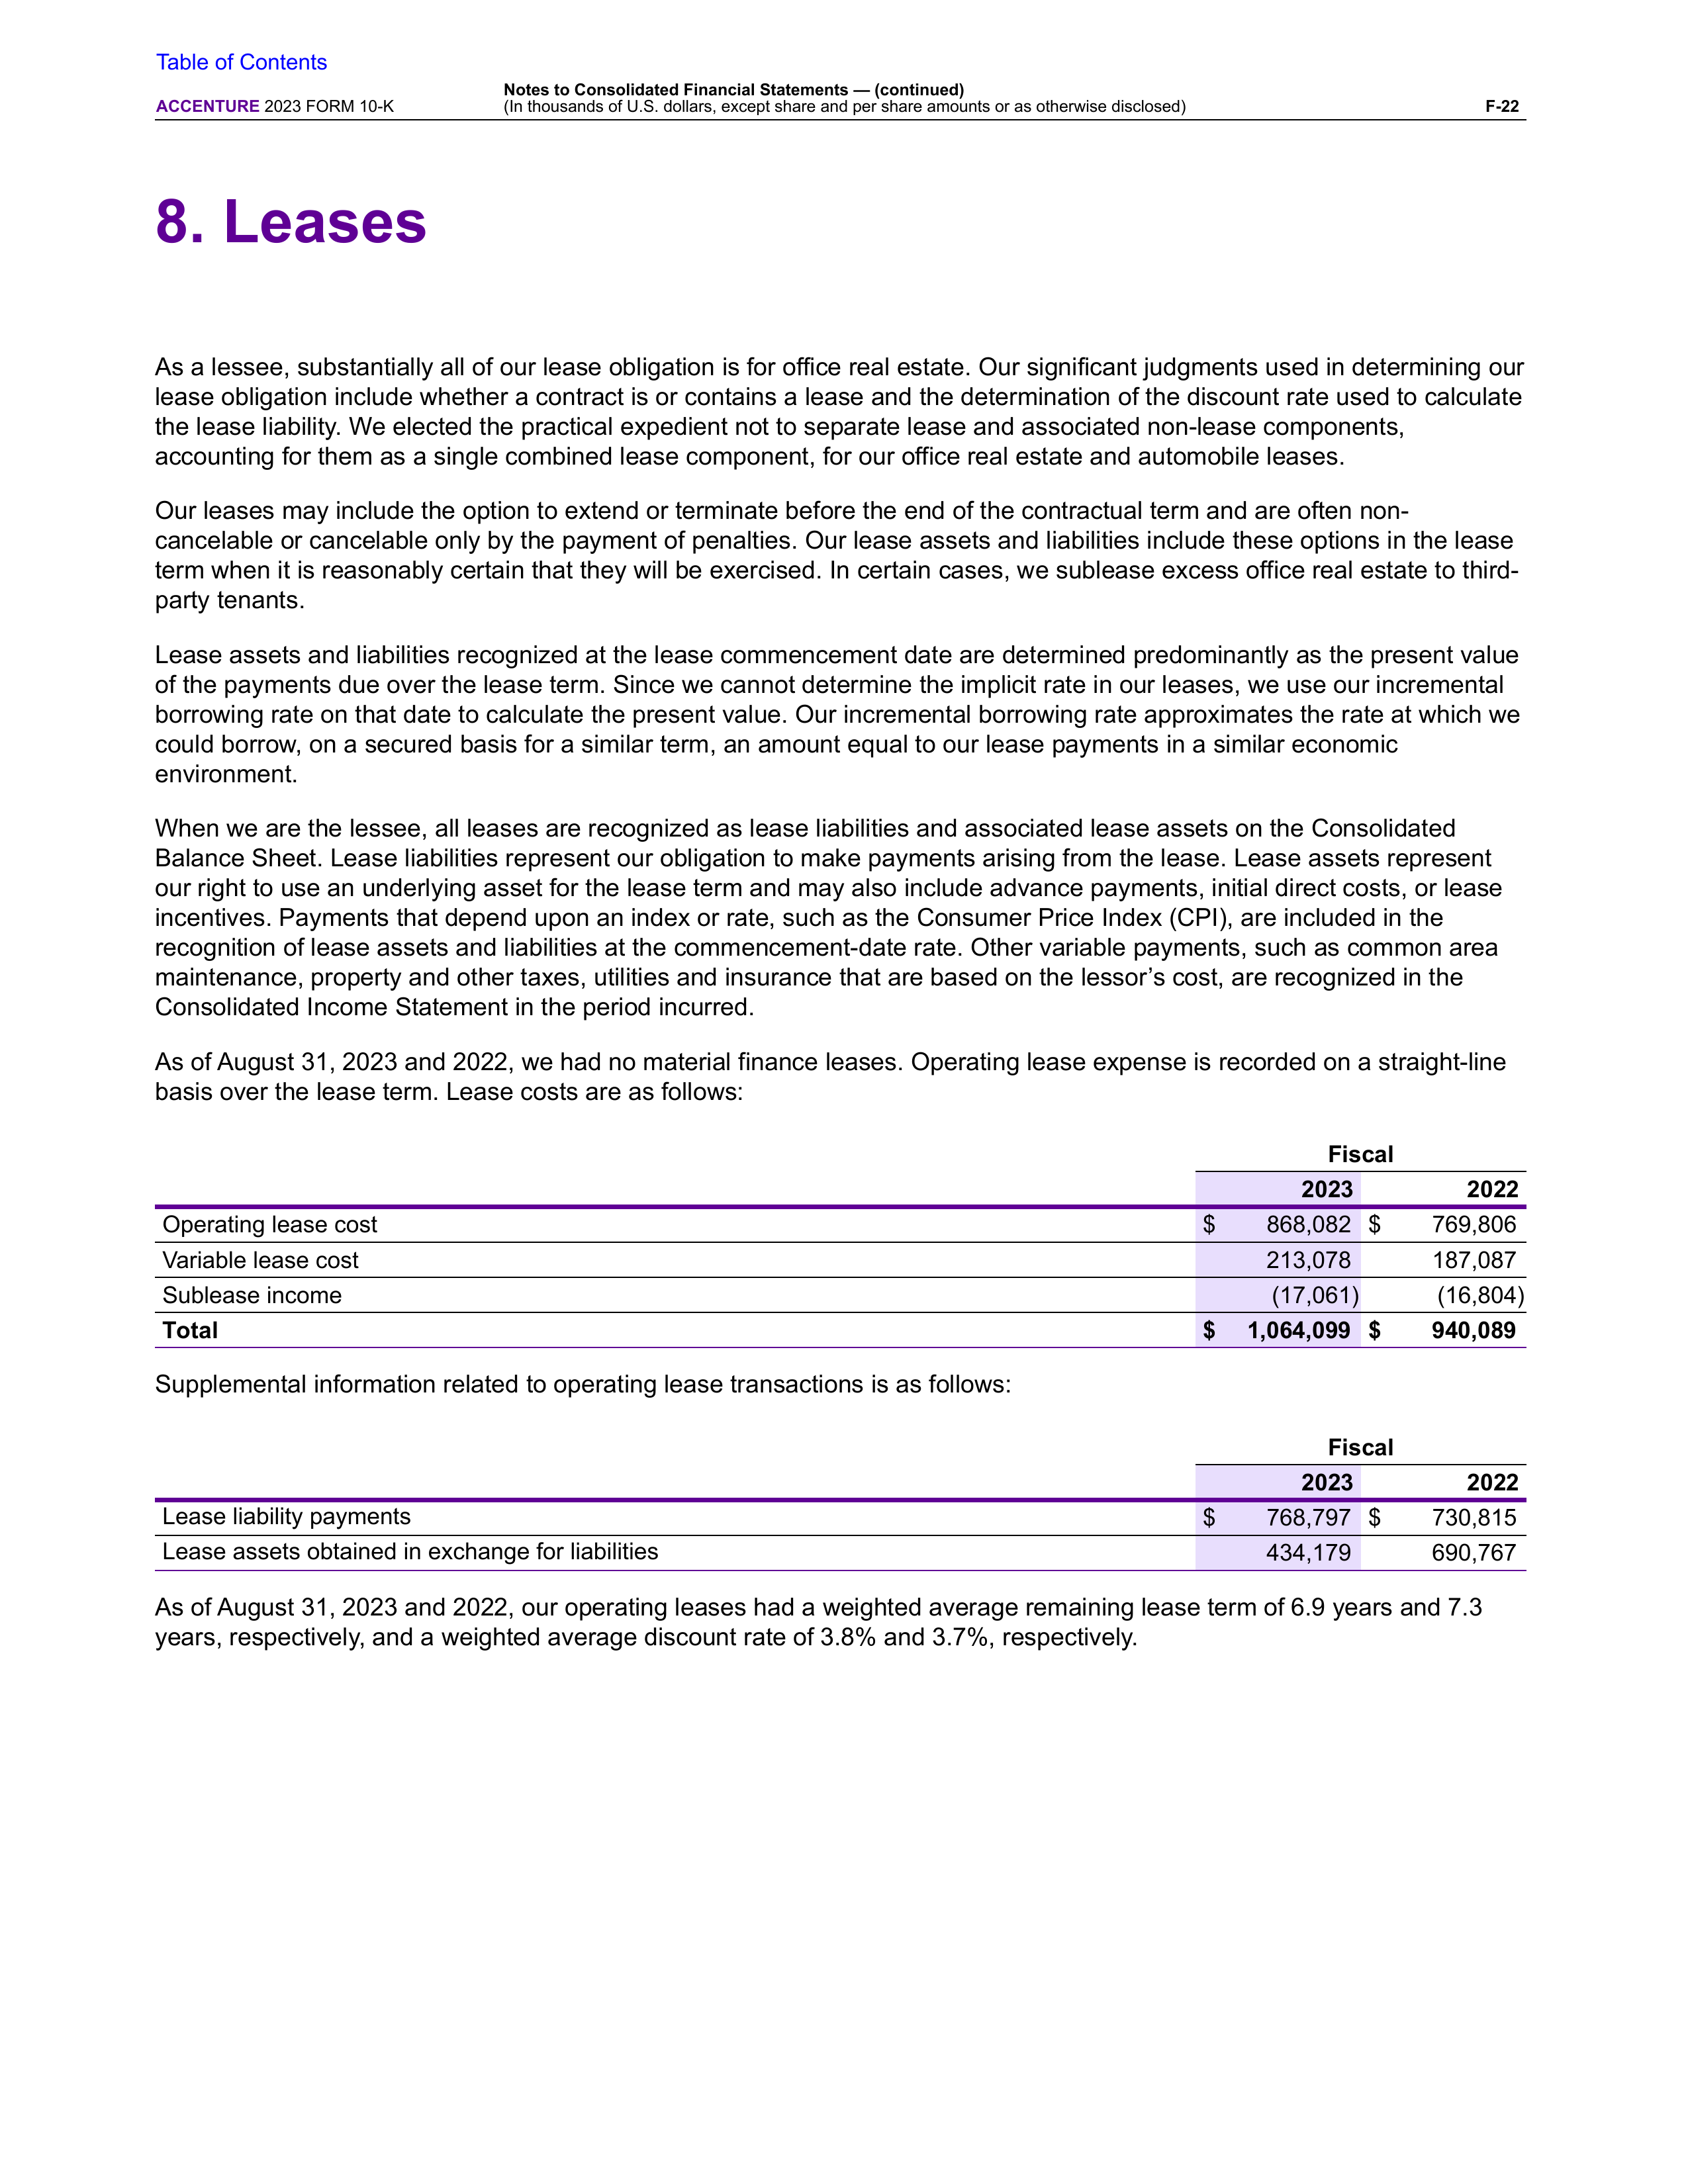 Table of Contents
Notes to Consolidated Financial Statements — (continued)
ACCENTURE 2023 FORM 10-K (In thousands of U.S. dollars, except share and per share amounts or as otherwise disclosed) F-22
8. Leases
As a lessee, substantially all of our lease obligation is for office real estate. Our significant judgments used in determining our
lease obligation include whether a contract is or contains a lease and the determination of the discount rate used to calculate
the lease liability. We elected the practical expedient not to separate lease and associated non-lease components,
accounting for them as a single combined lease component, for our office real estate and automobile leases.
Our leases may include the option to extend or terminate before the end of the contractual term and are often non-
cancelable or cancelable only by the payment of penalties. Our lease assets and liabilities include these options in the lease
term when it is reasonably certain that they will be exercised. In certain cases, we sublease excess office real estate to third-
party tenants.
Lease assets and liabilities recognized at the lease commencement date are determined predominantly as the present value
of the payments due over the lease term. Since we cannot determine the implicit rate in our leases, we use our incremental
borrowing rate on that date to calculate the present value. Our incremental borrowing rate approximates the rate at which we
could borrow, on a secured basis for a similar term, an amount equal to our lease payments in a similar economic
environment.
When we are the lessee, all leases are recognized as lease liabilities and associated lease assets on the Consolidated
Balance Sheet. Lease liabilities represent our obligation to make payments arising from the lease. Lease assets represent
our right to use an underlying asset for the lease term and may also include advance payments, initial direct costs, or lease
incentives. Payments that depend upon an index or rate, such as the Consumer Price Index (CPI), are included in the
recognition of lease assets and liabilities at the commencement-date rate. Other variable payments, such as common area
maintenance, property and other taxes, utilities and insurance that are based on the lessor’s cost, are recognized in the
Consolidated Income Statement in the period incurred.
As of August 31, 2023 and 2022, we had no material finance leases. Operating lease expense is recorded on a straight-line
basis over the lease term. Lease costs are as follows:
Fiscal
2023 2022
Operating lease cost $ 868,082 $ 769,806
Variable lease cost 213,078 187,087
Sublease income (17,061) (16,804)
Total $ 1,064,099 $ 940,089
Supplemental information related to operating lease transactions is as follows:
Fiscal
2023 2022
Lease liability payments $ 768,797 $ 730,815
Lease assets obtained in exchange for liabilities 434,179 690,767
As of August 31, 2023 and 2022, our operating leases had a weighted average remaining lease term of 6.9 years and 7.3
years, respectively, and a weighted average discount rate of 3.8% and 3.7%, respectively.